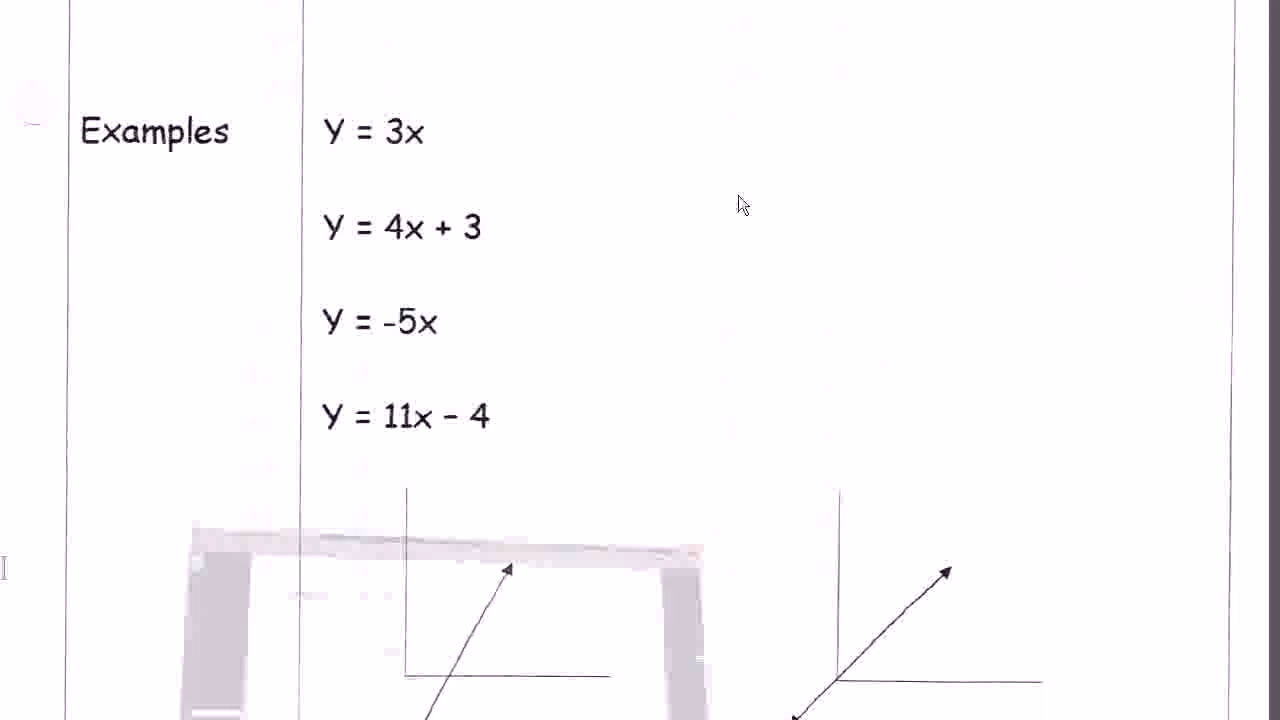 Examples Y = 3x
Y = 4x + 3
Y = -5x
Y = 11x - 4